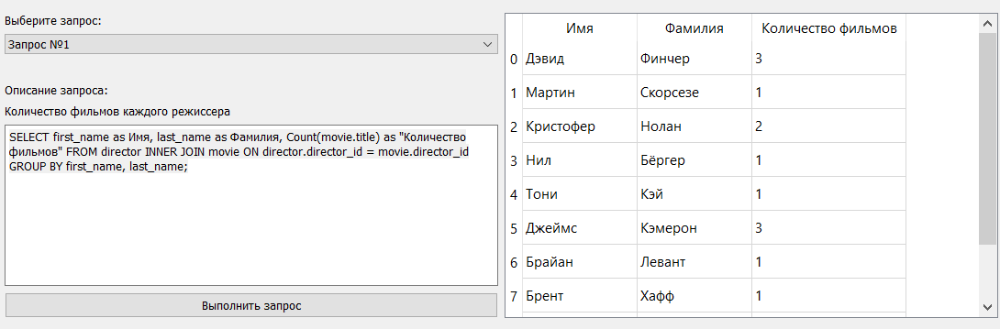 Выберите запрос:
Запрос №1
Описание запроса:
Количество фильмов каждого режиссера
SELECT first_name as Имя, last_name as Фамилия, Count(movie.title) as "Количество
фильмов" FROM director INNER JOIN movie ON director.director_id = movie.director_id
GROUP BY first_name, last_name;
Выполнить запрос
Имя Фамилия Количество фильмов
0 Дэвид Финчер 3
1 Мартин Скорсезе 1
2 Кристофер Нолан 2
3 Нил Бёргер 1
4 Тони Кэй 1
5 Джеймс Кэмерон 3
6 Брайан Левант 1
7 Брент Хафф 1